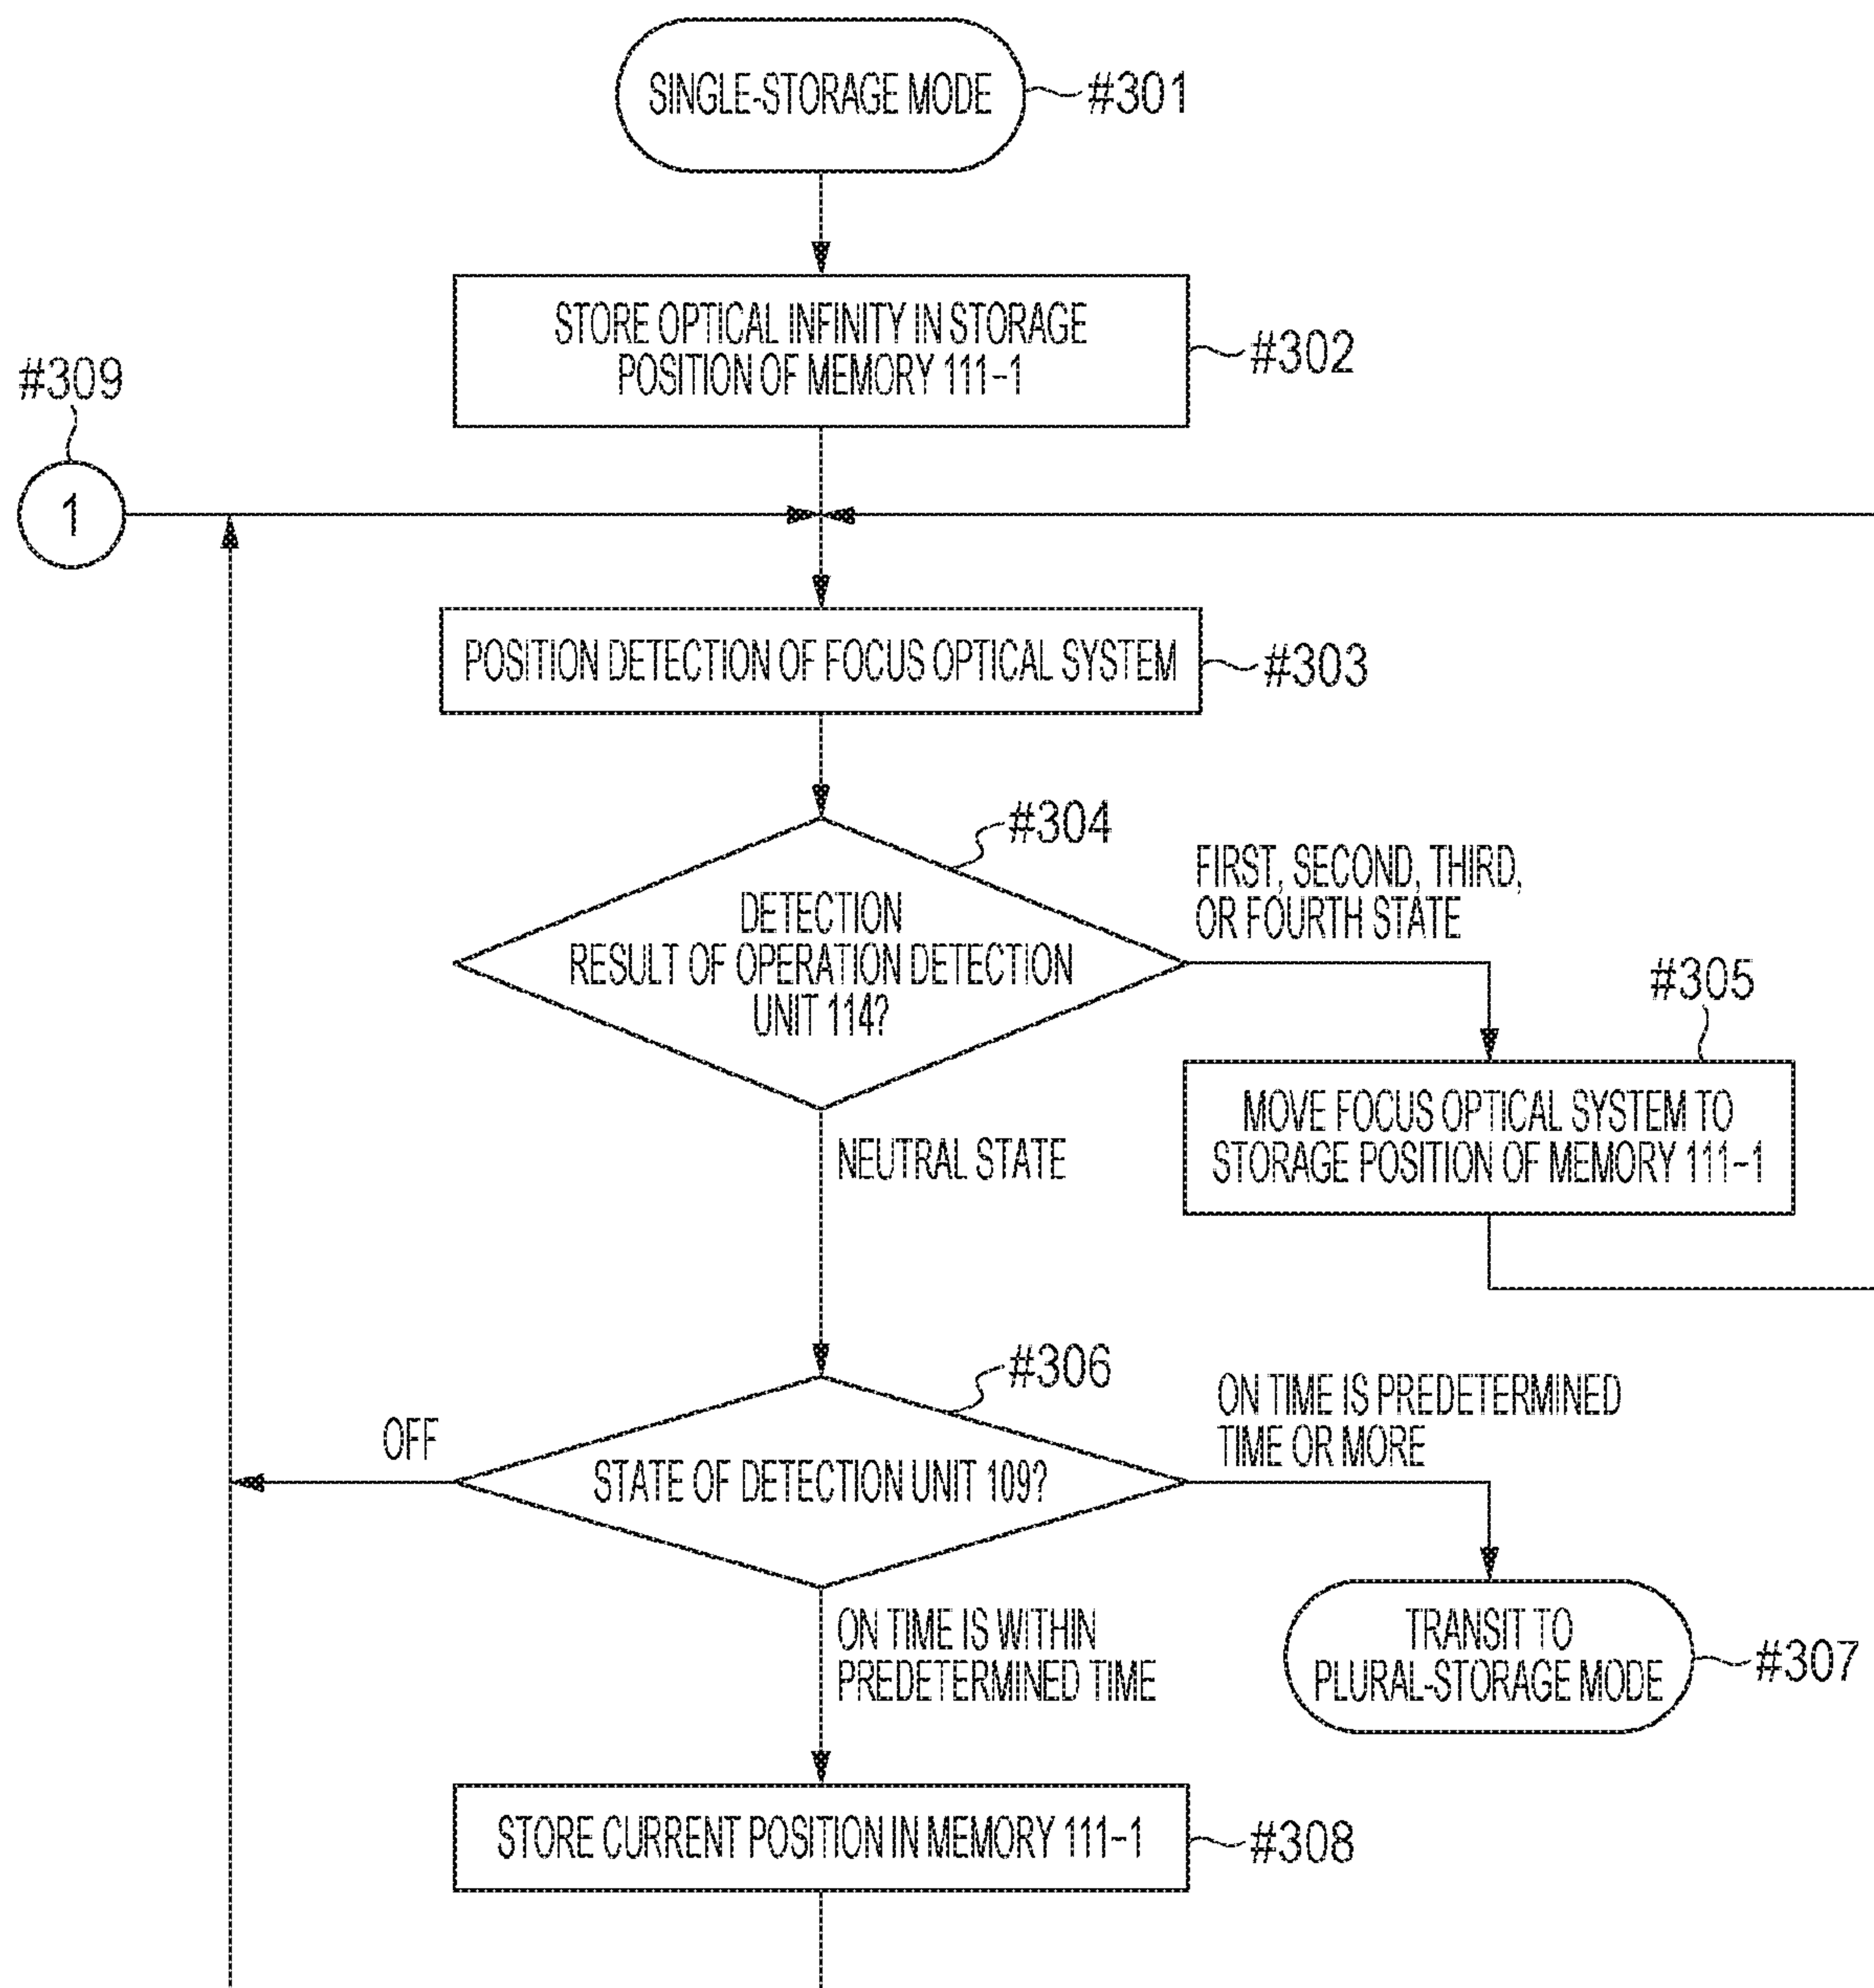 SINGLE-STORAGE MODE
#301
STORE OPTICAL INFINITY IN STORAGE
POSITION OF MEMORY 111-1
#302
#309
1
POSITION DETECTION OF FOCUS OPTICAL SYSTEM
#303
#304
DETECTION
RESULT OF OPERATION DETECTION
UNIT 114?
FIRST, SECOND, THIRD,
OR FOURTH STATE
#305
MOVE FOCUS OPTICAL SYSTEM TO
STORAGE POSITION OF MEMORY 111-1
NEUTRAL STATE
#306
STATE OF DETECTION UNIT 109?
OFF
ON TIME IS PREDETERMINED
TIME OR MORE
TRANSIT TO
PLURAL-STORAGE MODE
#307
ON TIME IS WITHIN
PREDETERMINED TIME
STORE CURRENT POSITION IN MEMORY 111-1
#308